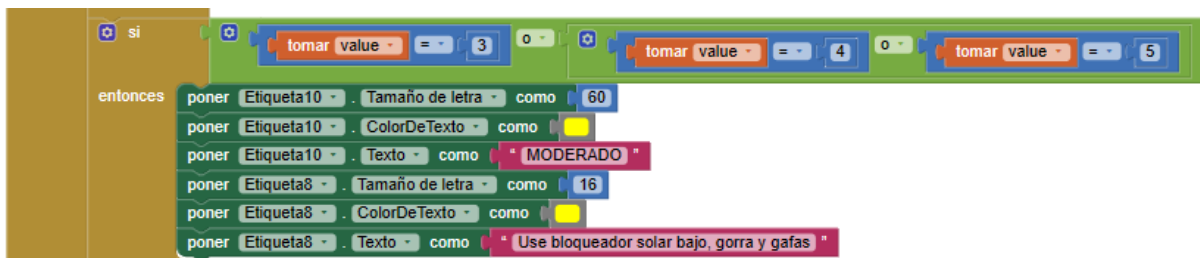 si tomar value = 3 o tomar value = 4 o tomar value = 5
entonces poner Etiqueta10 . Tamaño de letra como 60
poner Etiqueta10 . ColorDeTexto como
poner Etiqueta10 . Texto como " MODERADO "
poner Etiqueta8 . Tamaño de letra como 16
poner Etiqueta8 . ColorDeTexto como
poner Etiqueta8 . Texto como " Use bloqueador solar bajo, gorra y gafas "